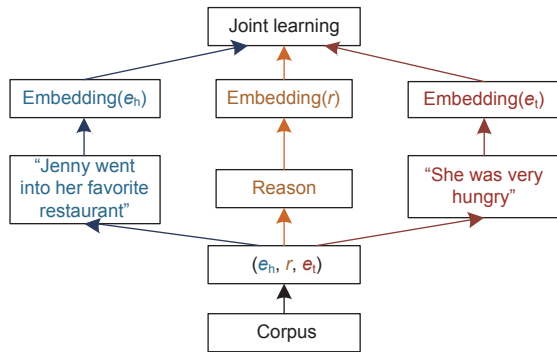 Joint learning
Embedding(eh)
Embedding(r)
Embedding(et)
“Jenny went
into her favorite
restaurant”
Reason
“She was very
hungry”
(eh, r, et)
Corpus